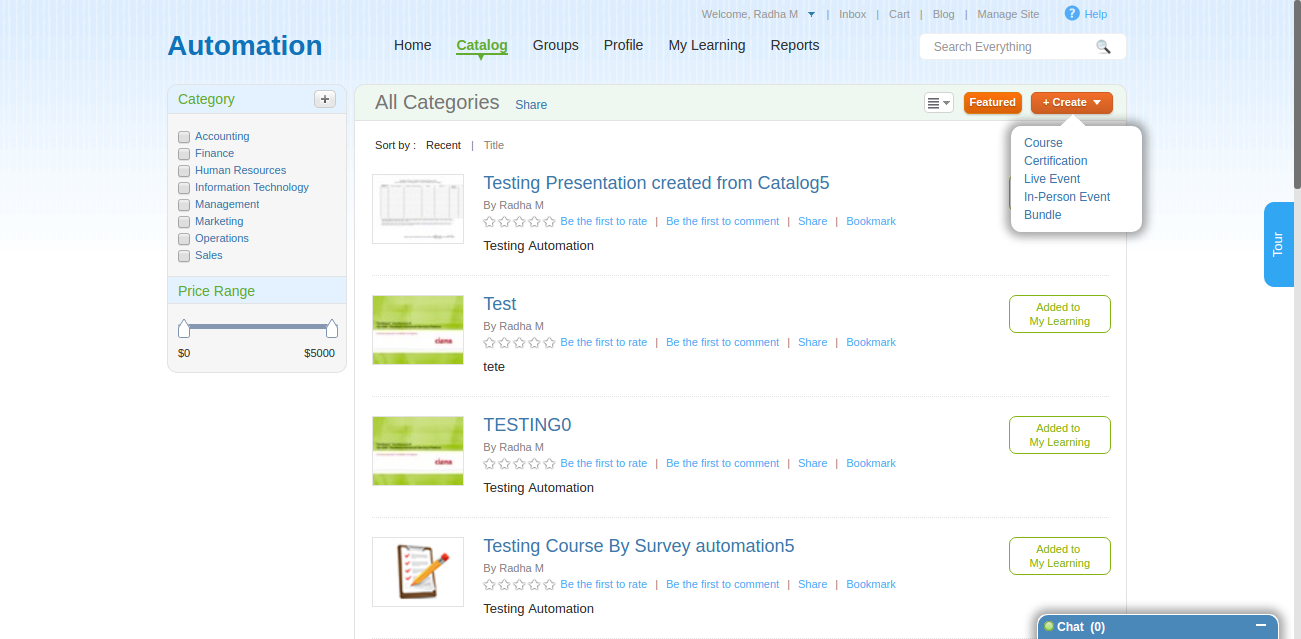 Welcome, Radha M | Inbox | Cart | Blog | Manage Site ? Help
Automation
Home Catalog Groups Profile My Learning Reports
Search Everything
Category +
Accounting
Finance
Human Resources
Information Technology
Management
Marketing
Operations
Sales
Price Range
$0 $5000
All Categories Share
Featured
+ Create
Course
Certification
Live Event
In-Person Event
Bundle
Sort by : Recent | Title
Testing Presentation created from Catalog5
By Radha M
Be the first to rate | Be the first to comment | Share | Bookmark
Testing Automation
Test
By Radha M
Be the first to rate | Be the first to comment | Share | Bookmark
tete
Added to
My Learning
TESTING0
By Radha M
Be the first to rate | Be the first to comment | Share | Bookmark
Testing Automation
Added to
My Learning
Testing Course By Survey automation5
By Radha M
Be the first to rate | Be the first to comment | Share | Bookmark
Testing Automation
Added to
My Learning
Tour
Chat (0)